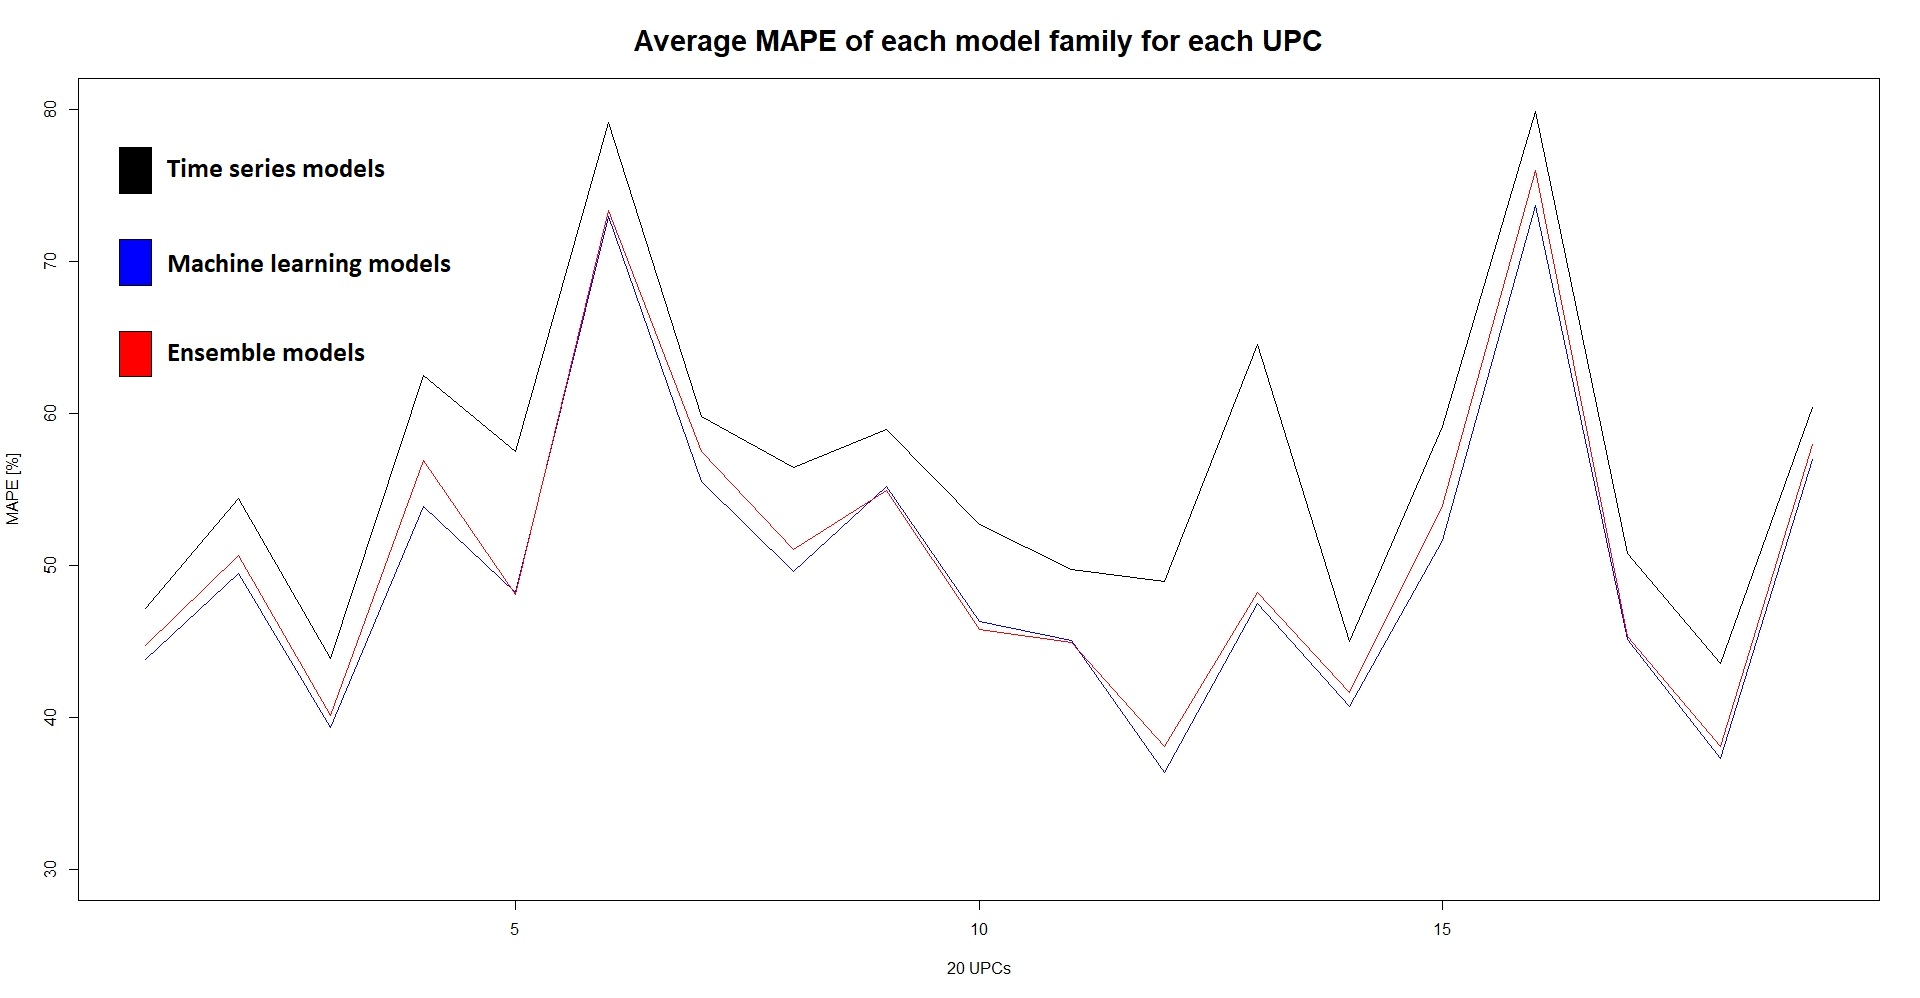 Average MAPE of each model family for each UPC
80
Time series models
70
Machine learning models
Ensemble models
60
MAPE [%]
50
40
30
5 10 15
20 UPCs